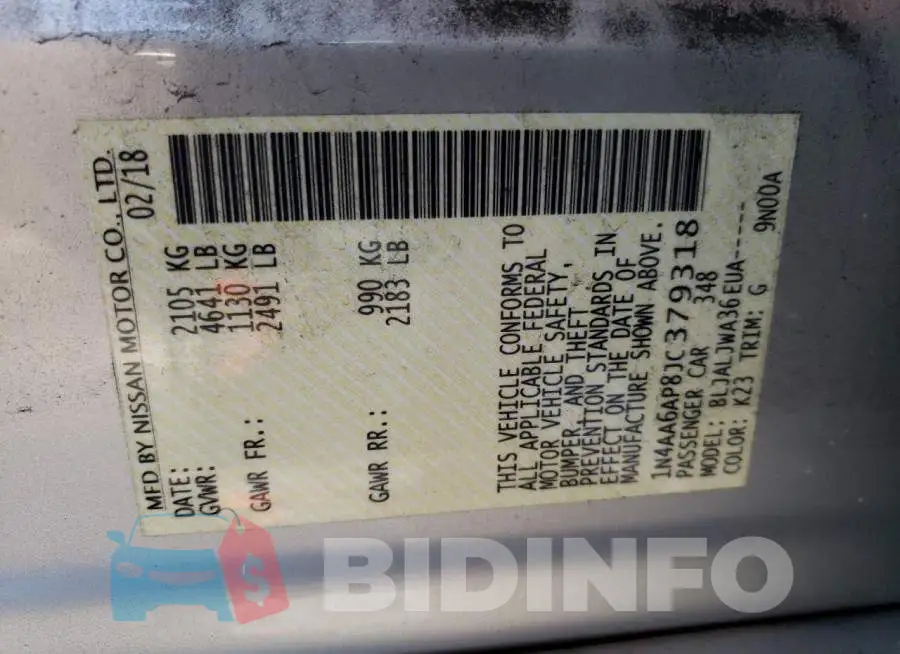 MFD BY NISSAN MOTOR CO., LTD.
DATE: 02/18
GVWR: 2105 KG
4641 LB
GAWR FR.: 1130 KG
2491 LB
GAWR RR.: 990 KG
2183 LB
THIS VEHICLE CONFORMS TO
ALL APPLICABLE FEDERAL
MOTOR VEHICLE SAFETY,
BUMPER, AND THEFT
PREVENTION STANDARDS IN
EFFECT ON THE DATE OF
MANUFACTURE SHOWN ABOVE.
1N4AA6AP8JC379318
PASSENGER CAR 348
MODEL: BLJALJWA36EUA-----
COLOR: K23 TRIM: G 9N00A
BIDINFO